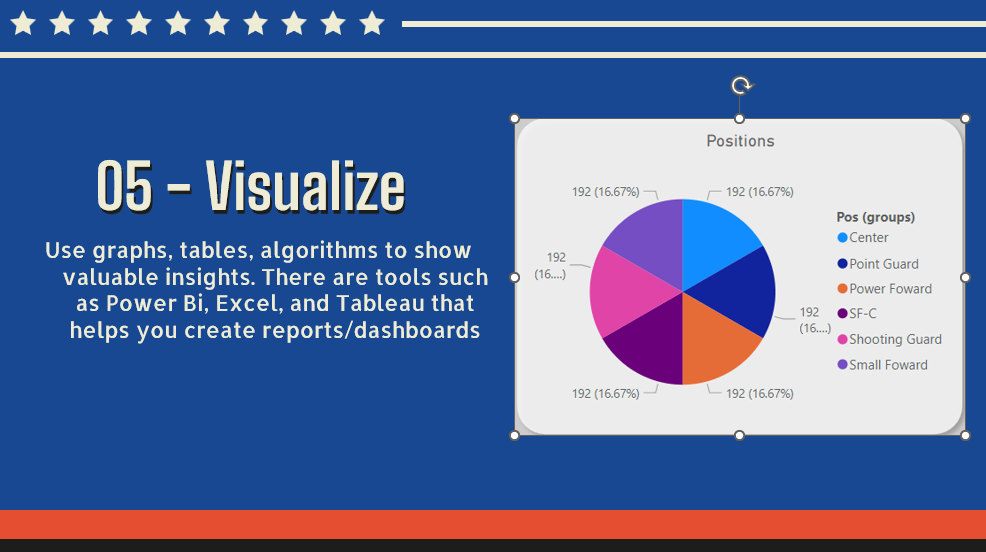 05 - Visualize
Use graphs, tables, algorithms to show
valuable insights. There are tools such
as Power Bi, Excel, and Tableau that
helps you create reports/dashboards
Positions
192 (16.67%)
192 (16.67%)
192
(16....)
192
(16....)
192 (16.67%)
192 (16.67%)
Pos (groups)
Center
Point Guard
Power Foward
SF-C
Shooting Guard
Small Foward